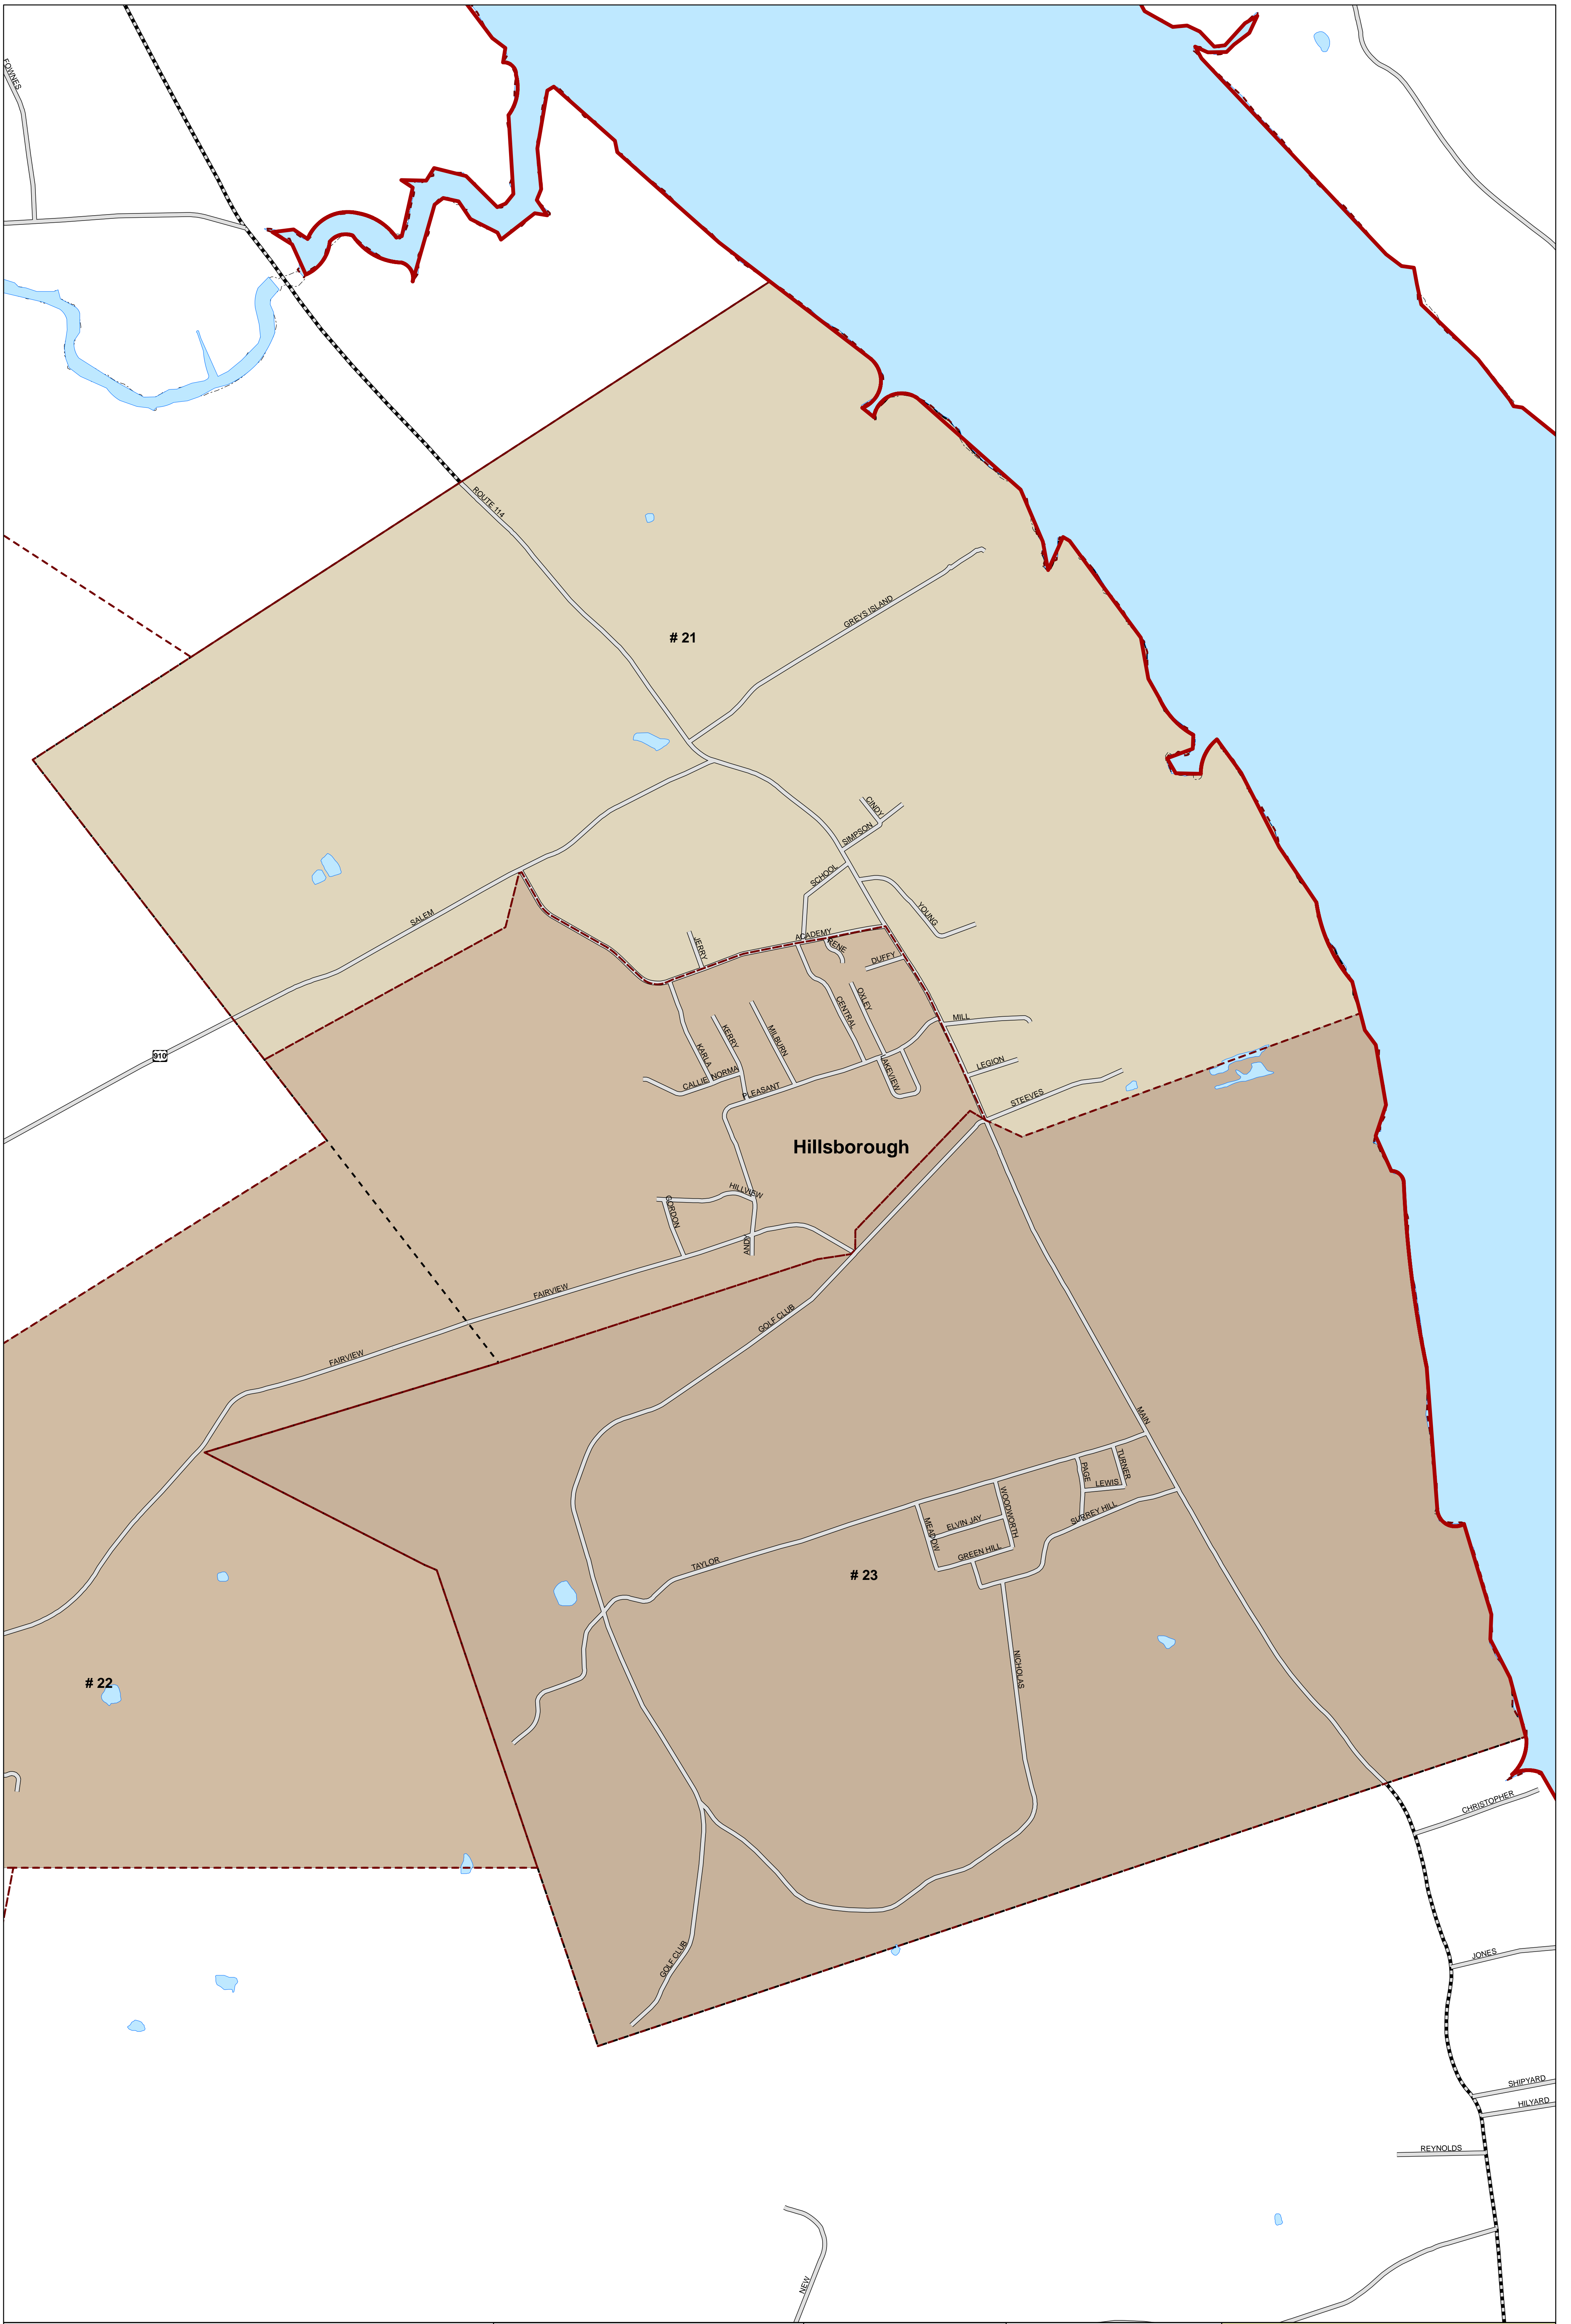 FOWNES
ROUTE 114
GREYS ISLAND
# 21
CINDY
SIMPSON
SCHOOL
YOUNG
SALEM
ACADEMY
JERRY
RENE
DUFFY
OXLEY
CENTRAL
MILL
KERRY
MILBURN
KARLA
910
LEGION
LAKEVIEW
NORMA
CALLIE
PLEASANT
STEEVES
Hillsborough
HILLVIEW
GORDON
ANDY
FAIRVIEW
GOLF CLUB
FAIRVIEW
MAIN
TURNER
PAGE
LEWIS
WOODWORTH
SURREY HILL
MEADOW
ELVIN JAY
GREEN HILL
TAYLOR
# 23
NICHOLAS
# 22
CHRISTOPHER
GOLF CLUB
JONES
SHIPYARD
HILYARD
REYNOLDS
NEW